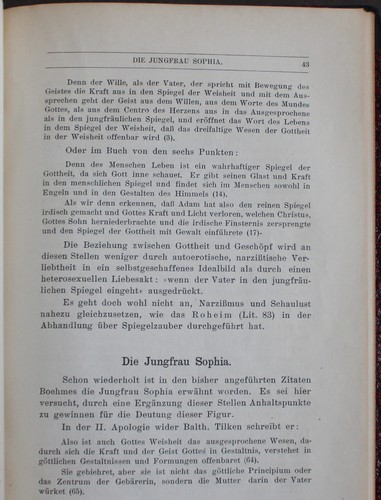 DIE JUNGFRAU SOPHIA. 43
Denn der Wille, als der Vater, der spricht mit Bewegung des
Geistes die Kraft aus in den Spiegel der Weisheit und mit dem Aus-
sprechen geht der Geist aus dem Willen, aus dem Worte des Mundes
Gottes, als aus dem Centro des Herzens aus in das Ausgesprochene
als in den jungfräulichen Spiegel, und eröffnet das Wort des Lebens
in dem Spiegel der Weisheit, daß das dreifaltige Wesen der Gottheit
in der Weisheit offenbar wird (3).
Oder im Buch von den sechs Punkten:
Denn des Menschen Leben ist ein wahrhaftiger Spiegel der
Gottheit, da sich Gott inne schauet. Er gibt seinen Glast und Kraft
in den menschlichen Spiegel und findet sich im Menschen sowohl in
Engeln und in den Gestalten des Himmels (14).
Als wir denn erkennen, daß Adam hat also den reinen Spiegel
irdisch gemacht und Gottes Kraft und Licht verloren, welchen Christus,
Gottes Sohn herniederbrachte und die irdische Finsternis zersprengte
und den Spiegel der Gottheit mit Gewalt einführete (17)-
Die Beziehung zwischen Gottheit und Geschöpf wird an
diesen Stellen weniger durch autoerotische, narzißtische Ver-
liebtheit in ein selbstgeschaffenes Idealbild als durch einen
heterosexuellen Liebesakt: »wenn der Vater in den jungfräu-
lichen Spiegel eingeht« ausgedrückt.
Es geht doch wohl nicht an, Narzißmus und Schaulust
nahezu gleichzusetzen, wie das Roheim (Lit. 83) in der
Abhandlung über Spiegelzauber durchgeführt hat.
Die Jungfrau Sophia.
Schon wiederholt ist in den bisher angeführten Zitaten
Boehmes die Jungfrau Sophia erwähnt worden. Es sei hier
versucht, durch eine Ergänzung dieser Stellen Anhaltspunkte
zu gewinnen für die Deutung dieser Figur.
In der II. Apologie wider Balth. Tilken schreibt er:
Also ist auch Gottes Weisheit das ausgesprochene Wesen, da-
durch sich die Kraft und der Geist Gottes in Gestaltnis, verstehet in
göttlichen Gestaltnissen und Formungen offenbaret (64).
Sie gebieret, aber sie ist nicht das göttliche Principium oder
das Zentrum der Gebärerin, sondern die Mutter darin der Vater
würket (65).